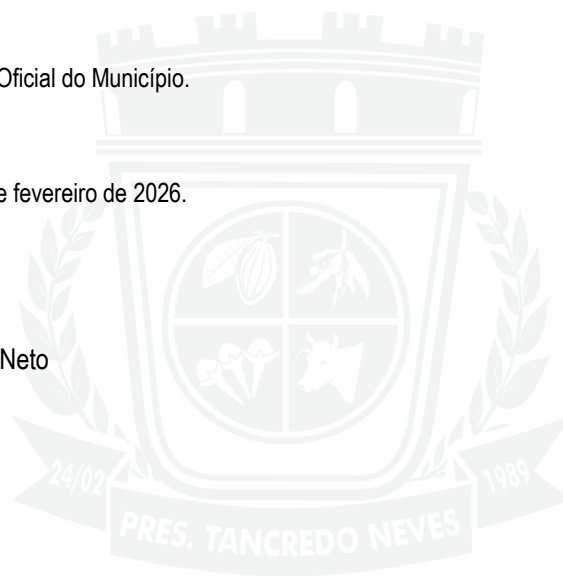 Oficial do Município.
e fevereiro de 2026.
Neto
24/02
1989
PRES. TANCREDO NEVES